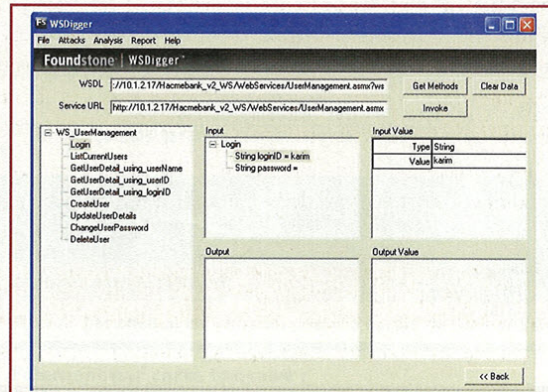 WSDigger
File Attacks Analysis Report Help
Foundstone | WSDigger™
WSDL ://10.1.2.17/Hacmebank_v2_WS/WebServices/UserManagement.asmx?ws Get Methods Clear Data
Service URL http://10.1.2.17/Hacmebank_v2_WS/WebServices/UserManagement.asmx Invoke
WS_UserManagement
Login
ListCurrentUsers
GetUserDetail_using_userName
GetUserDetail_using_userID
GetUserDetail_using_loginID
CreateUser
UpdateUserDetails
ChangeUserPassword
DeleteUser
Input
Login
String loginID = karim
String password =
Input Value
Type String
Value karim
Output
Output Value
<< Back